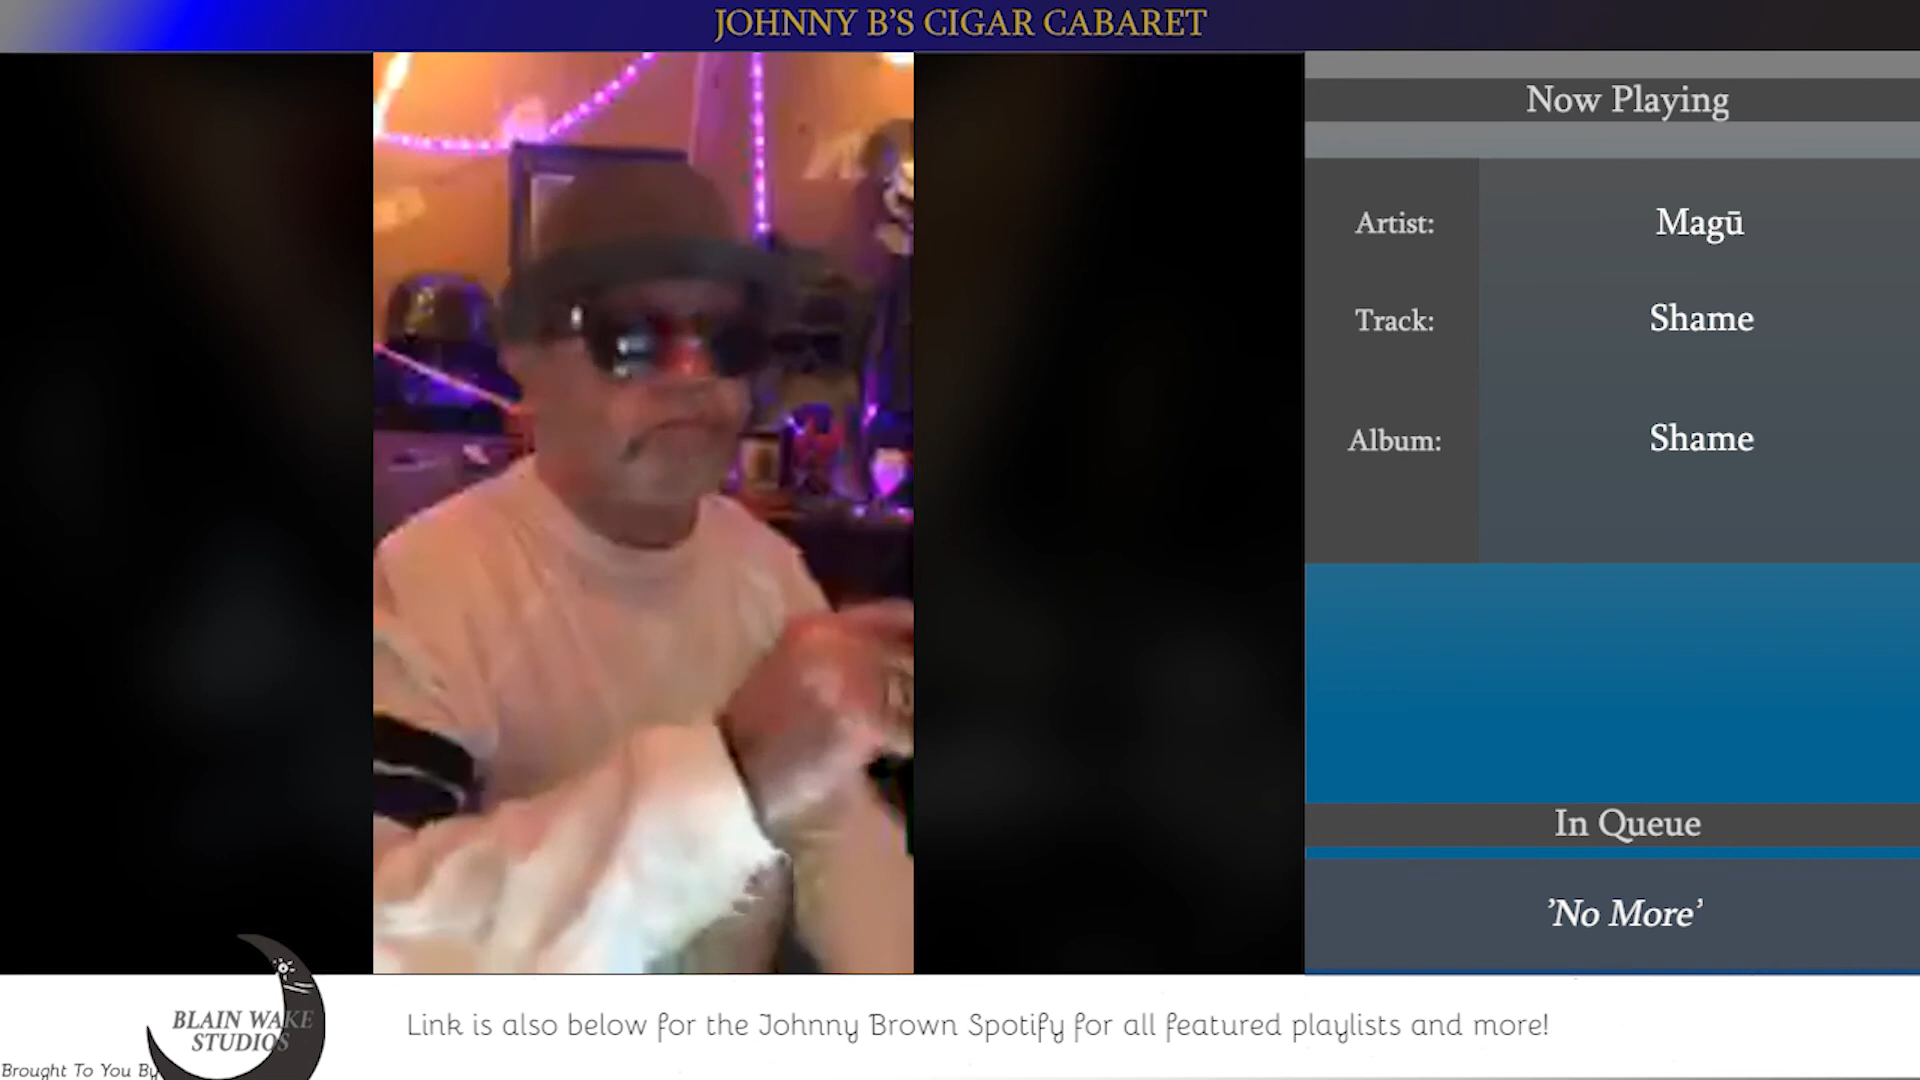 JOHNNY B’S CIGAR CABARET
Now Playing
Artist: Magū
Track: Shame
Album: Shame
In Queue
’No More’
BLAIN WAKE
STUDIOS
Link is also below for the Johnny Brown Spotify for all featured playlists and more!
Brought To You By